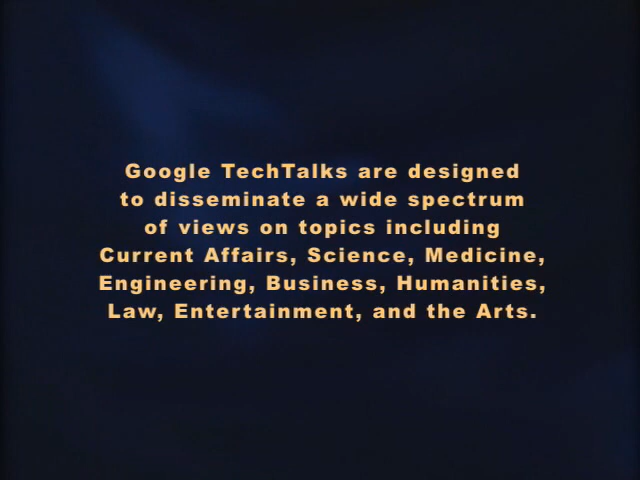 Google TechTalks are designed
to disseminate a wide spectrum
of views on topics including
Current Affairs, Science, Medicine,
Engineering, Business, Humanities,
Law, Entertainment, and the Arts.